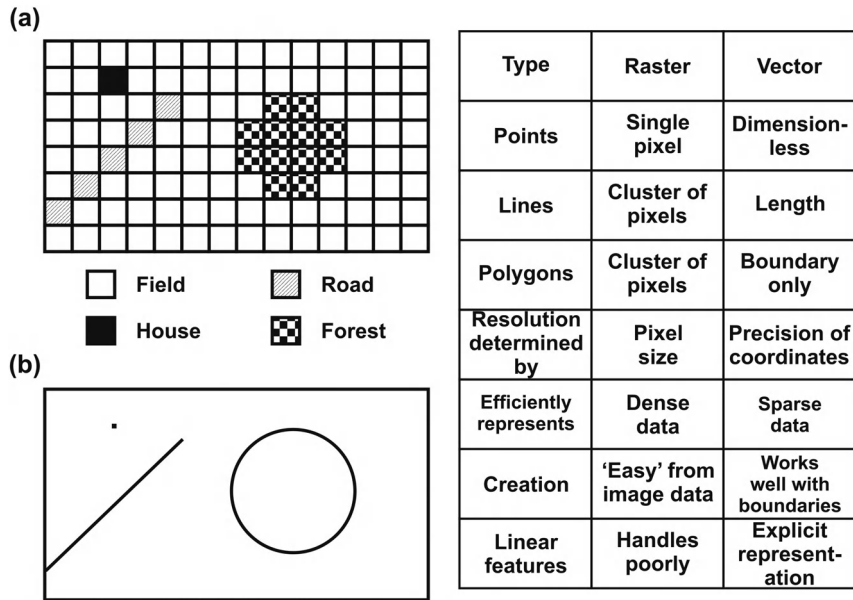 (a)
Field
Road
House
Forest
(b)
Type
Raster
Vector
Points
Single
pixel
Dimension-
less
Lines
Cluster of
pixels
Length
Polygons
Cluster of
pixels
Boundary
only
Resolution
determined
by
Pixel
size
Precision of
coordinates
Efficiently
represents
Dense
data
Sparse
data
Creation
‘Easy’ from
image data
Works
well with
boundaries
Linear
features
Handles
poorly
Explicit
represent-
ation